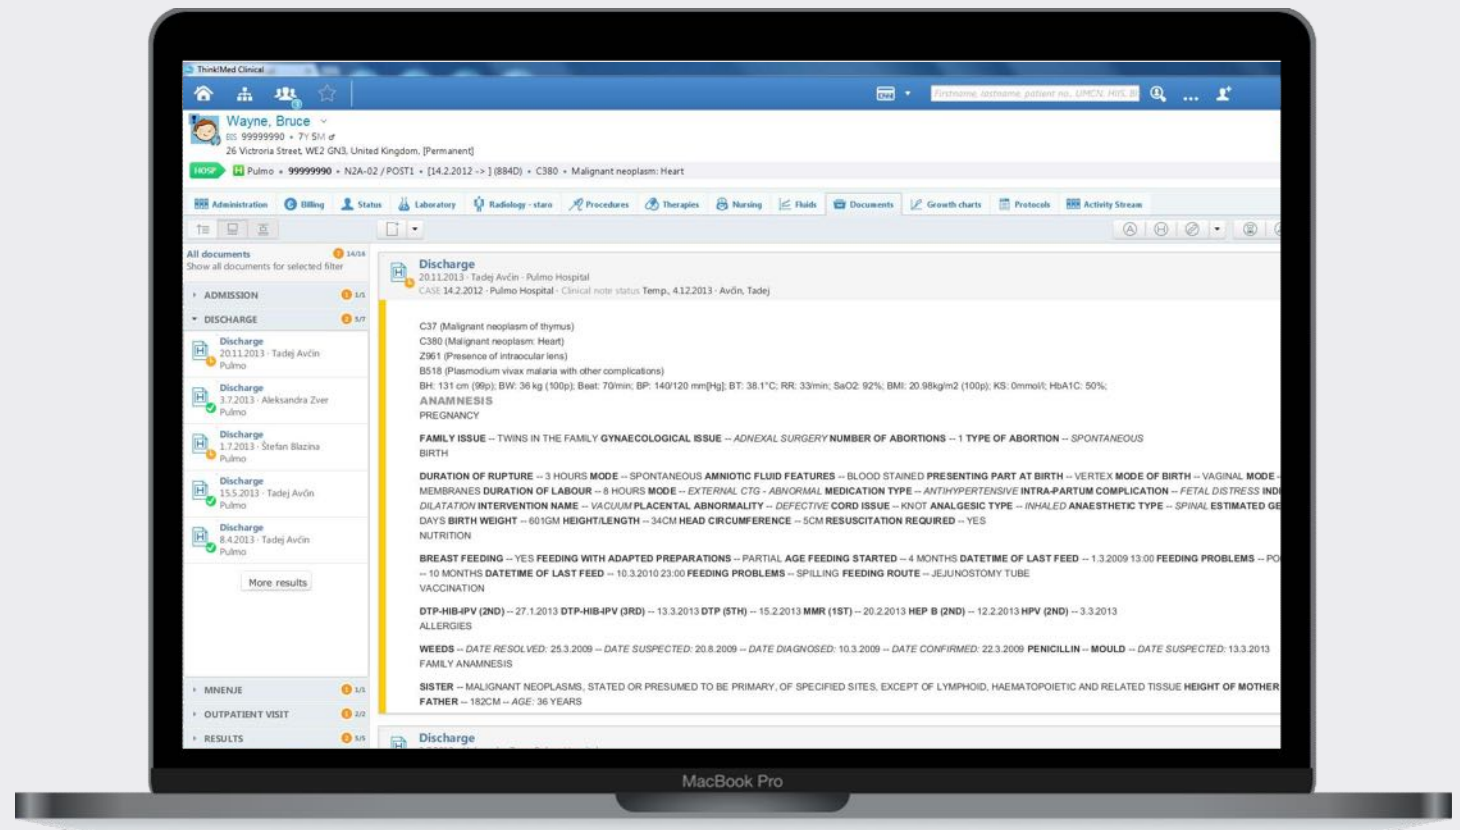 Think!Med Clinical
Firstname, lastname, patient no., UMCN, HIIS, BI
...
Wayne, Bruce
99999990 • 7Y 5M
26 Victroria Street, WE2 GN3, United Kingdom, [Permanent]
HOSP H Pulmo • 99999990 • N2A-02 / POST1 • [14.2.2012 -> ] (884D) • C380 • Malignant neoplasm: Heart
Administration Billing Status Laboratory Radiology - staro Procedures Therapies Nursing Fluids Documents Growth charts Protocols Activity Stream
A H
All documents 14/16
Show all documents for selected filter
ADMISSION 1/1
DISCHARGE 5/7
Discharge
20.11.2013 · Tadej Avčin
Pulmo
Discharge
3.7.2013 · Aleksandra Zver
Pulmo
Discharge
1.7.2013 · Štefan Blazina
Pulmo
Discharge
15.5.2013 · Tadej Avčin
Pulmo
Discharge
8.4.2013 · Tadej Avčin
Pulmo
More results
MNENJE 1/1
OUTPATIENT VISIT 2/2
RESULTS 5/5
Discharge
20.11.2013 · Tadej Avčin · Pulmo Hospital
CASE 14.2.2012 · Pulmo Hospital · Clinical note status Temp., 4.12.2013 · Avčin, Tadej
C37 (Malignant neoplasm of thymus)
C380 (Malignant neoplasm: Heart)
Z961 (Presence of intraocular lens)
B518 (Plasmodium vivax malaria with other complications)
BH: 131 cm (99p); BW: 36 kg (100p); Beat: 70/min; BP: 140/120 mm[Hg]; BT: 38.1°C; RR: 33/min; SaO2: 92%; BMI: 20.98kg/m2 (100p); KS: 0mmol/l; HbA1C: 50%;
ANAMNESIS
PREGNANCY
FAMILY ISSUE -- TWINS IN THE FAMILY GYNAECOLOGICAL ISSUE -- ADNEXAL SURGERY NUMBER OF ABORTIONS -- 1 TYPE OF ABORTION -- SPONTANEOUS
BIRTH
DURATION OF RUPTURE -- 3 HOURS MODE -- SPONTANEOUS AMNIOTIC FLUID FEATURES -- BLOOD STAINED PRESENTING PART AT BIRTH -- VERTEX MODE OF BIRTH -- VAGINAL MODE --
MEMBRANES DURATION OF LABOUR -- 8 HOURS MODE -- EXTERNAL CTG - ABNORMAL MEDICATION TYPE -- ANTIHYPERTENSIVE INTRA-PARTUM COMPLICATION -- FETAL DISTRESS INDI
DILATATION INTERVENTION NAME -- VACUUM PLACENTAL ABNORMALITY -- DEFECTIVE CORD ISSUE -- KNOT ANALGESIC TYPE -- INHALED ANAESTHETIC TYPE -- SPINAL ESTIMATED GE
DAYS BIRTH WEIGHT -- 601GM HEIGHT/LENGTH -- 34CM HEAD CIRCUMFERENCE -- 5CM RESUSCITATION REQUIRED -- YES
NUTRITION
BREAST FEEDING -- YES FEEDING WITH ADAPTED PREPARATIONS -- PARTIAL AGE FEEDING STARTED -- 4 MONTHS DATETIME OF LAST FEED -- 1.3.2009 13:00 FEEDING PROBLEMS -- PO
-- 10 MONTHS DATETIME OF LAST FEED -- 10.3.2010 23:00 FEEDING PROBLEMS -- SPILLING FEEDING ROUTE -- JEJUNOSTOMY TUBE
VACCINATION
DTP-HIB-IPV (2ND) -- 27.1.2013 DTP-HIB-IPV (3RD) -- 13.3.2013 DTP (5TH) -- 15.2.2013 MMR (1ST) -- 20.2.2013 HEP B (2ND) -- 12.2.2013 HPV (2ND) -- 3.3.2013
ALLERGIES
WEEDS -- DATE RESOLVED: 25.3.2009 -- DATE SUSPECTED: 20.8.2009 -- DATE DIAGNOSED: 10.3.2009 -- DATE CONFIRMED: 22.3.2009 PENICILLIN -- MOULD -- DATE SUSPECTED: 13.3.2013
FAMILY ANAMNESIS
SISTER -- MALIGNANT NEOPLASMS, STATED OR PRESUMED TO BE PRIMARY, OF SPECIFIED SITES, EXCEPT OF LYMPHOID, HAEMATOPOIETIC AND RELATED TISSUE HEIGHT OF MOTHER
FATHER -- 182CM -- AGE: 36 YEARS
Discharge
MacBook Pro